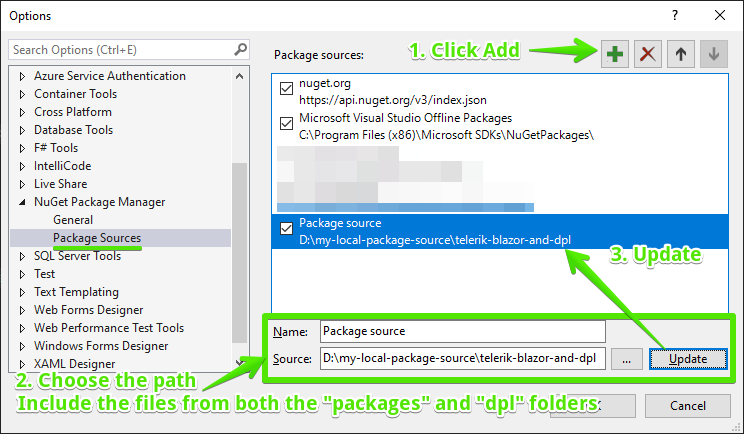 Options
Search Options (Ctrl+E)
Azure Service Authentication
Container Tools
Cross Platform
Database Tools
F# Tools
IntelliCode
Live Share
NuGet Package Manager
General
Package Sources
SQL Server Tools
Test
Text Templating
Web Forms Designer
Web Performance Test Tools
Windows Forms Designer
XAML Designer
Package sources:
1. Click Add
nuget.org
https://api.nuget.org/v3/index.json
Microsoft Visual Studio Offline Packages
C:\Program Files (x86)\Microsoft SDKs\NuGetPackages\
Package source
D:\my-local-package-source\telerik-blazor-and-dpl
3. Update
Name: Package source
Source: D:\my-local-package-source\telerik-blazor-and-dpl ... Update
2. Choose the path
Include the files from both the "packages" and "dpl" folders
Cancel